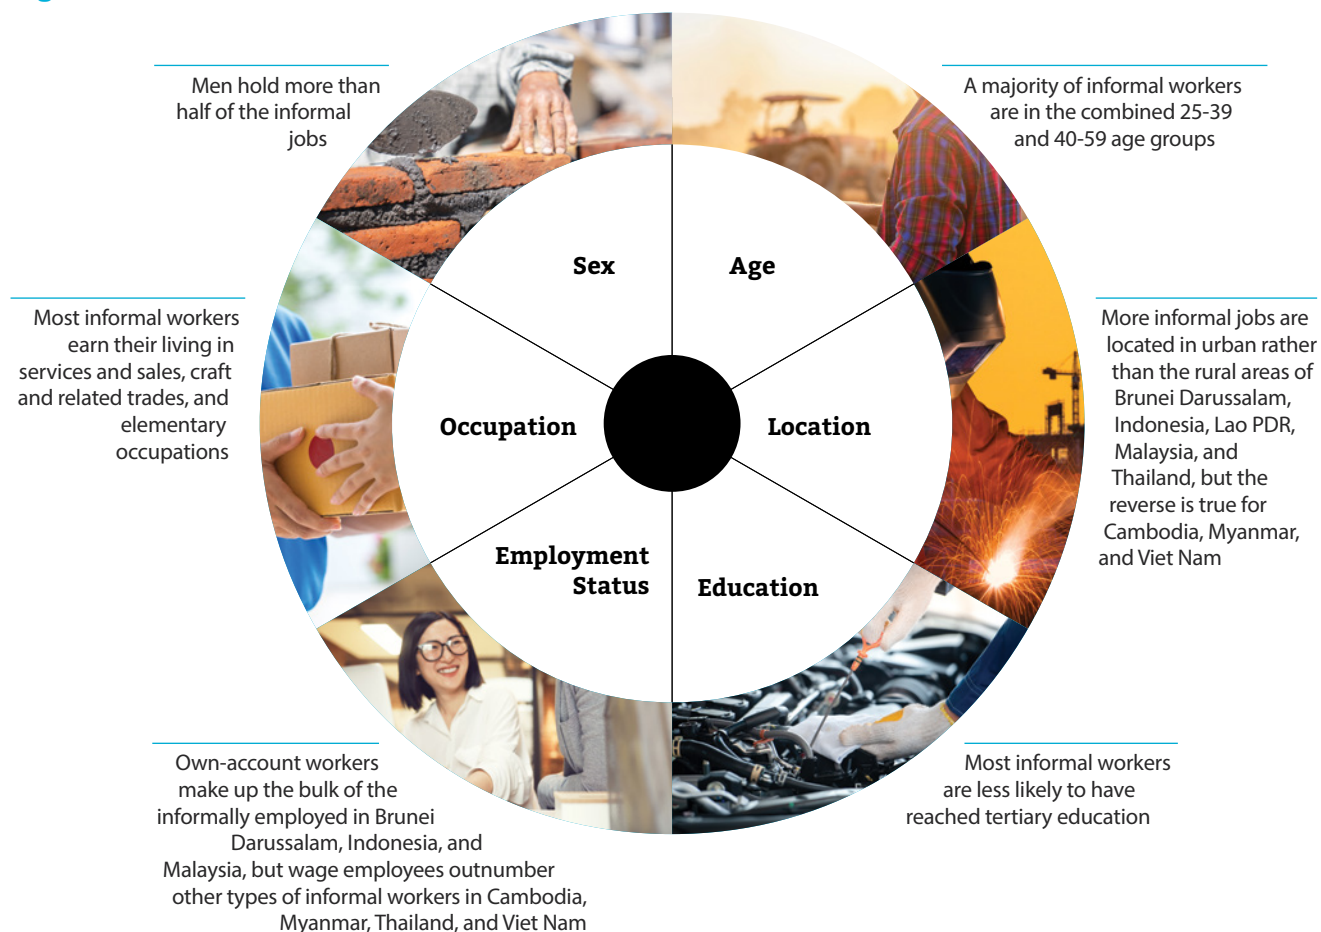 Men hold more than
half of the informal
jobs
A majority of informal workers
are in the combined 25-39
and 40-59 age groups
Sex
Age
Most informal workers
earn their living in
services and sales, craft
and related trades, and
elementary
occupations
More informal jobs are
located in urban rather
than the rural areas of
Brunei Darussalam,
Indonesia, Lao PDR,
Malaysia, and
Thailand, but the
reverse is true for
Cambodia, Myanmar,
and Viet Nam
Occupation
Location
Employment
Status
Education
Own-account workers
make up the bulk of the
informally employed in Brunei
Darussalam, Indonesia, and
Malaysia, but wage employees outnumber
other types of informal workers in Cambodia,
Myanmar, Thailand, and Viet Nam
Most informal workers
are less likely to have
reached tertiary education